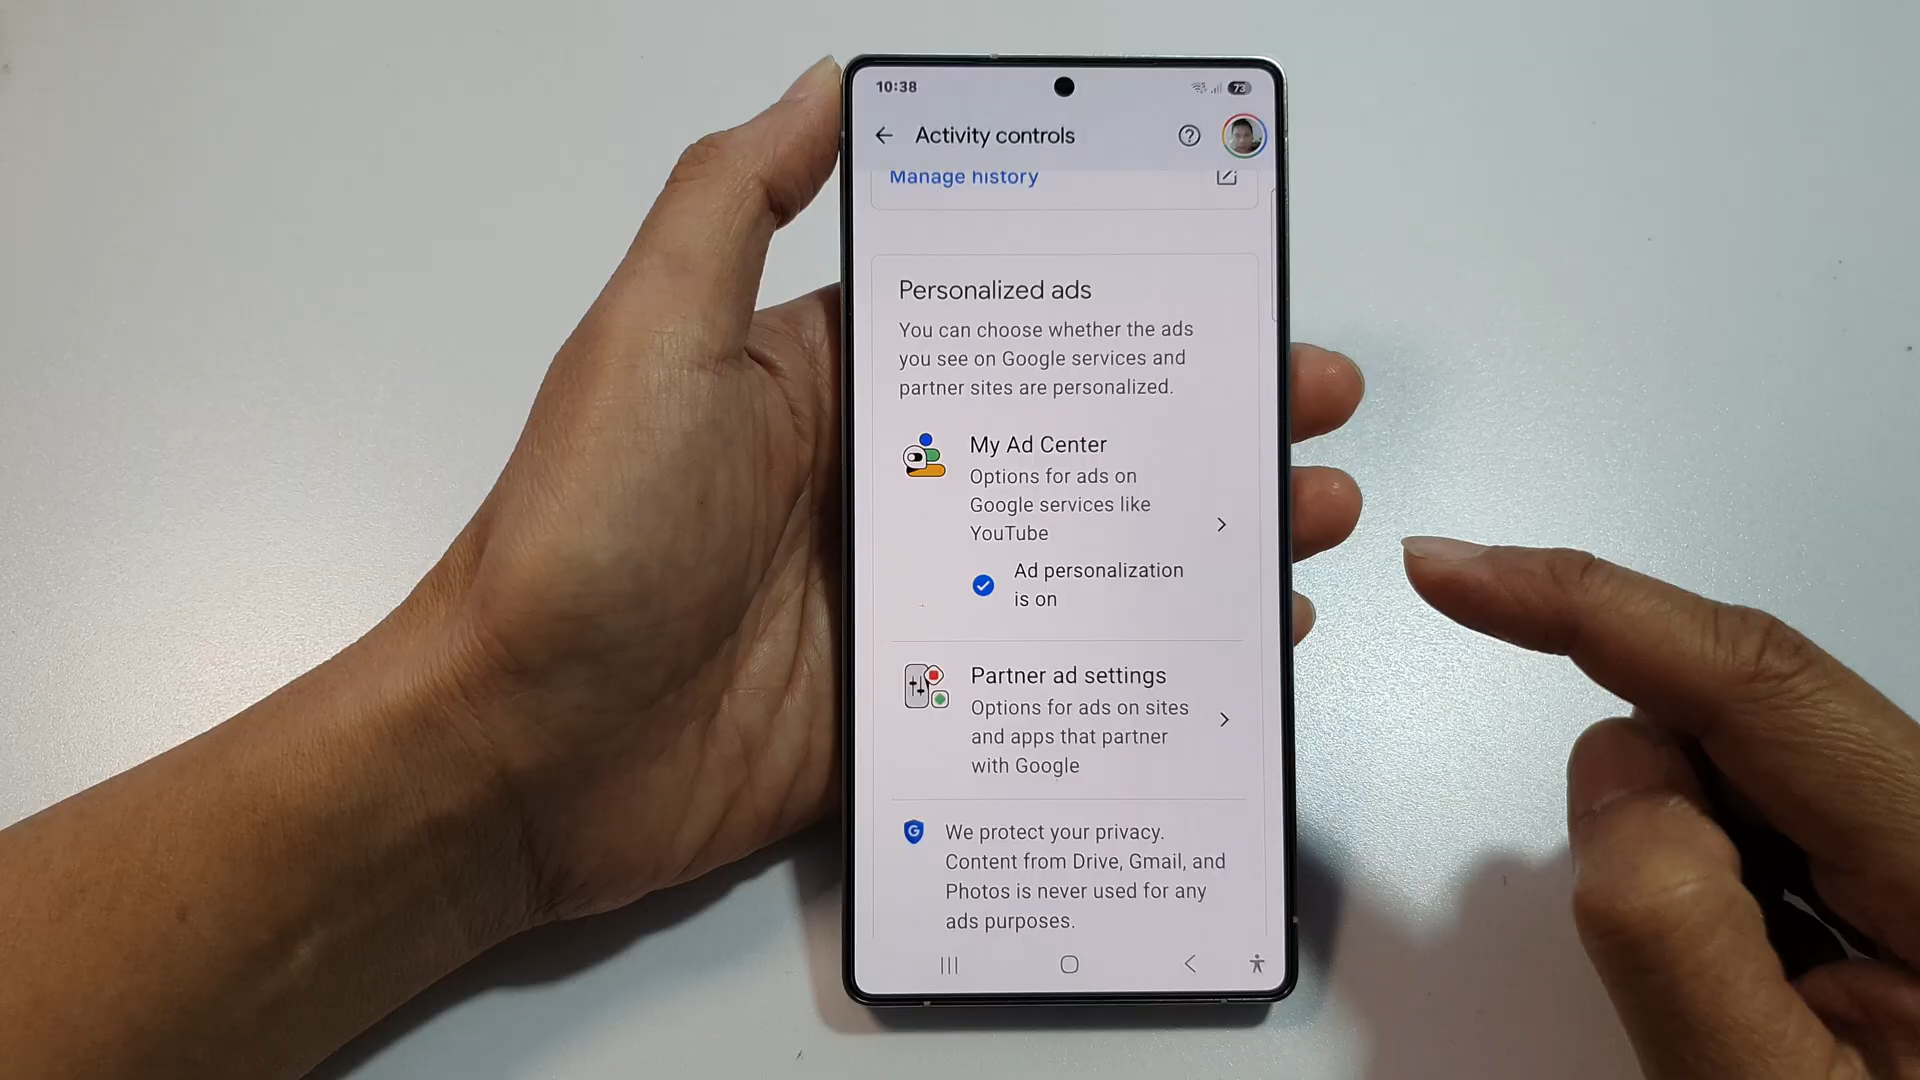 10:38
73
Activity controls
Manage history
Personalized ads
You can choose whether the ads
you see on Google services and
partner sites are personalized.
My Ad Center
Options for ads on
Google services like
YouTube
Ad personalization
is on
Partner ad settings
Options for ads on sites
and apps that partner
with Google
G
We protect your privacy.
Content from Drive, Gmail, and
Photos is never used for any
ads purposes.